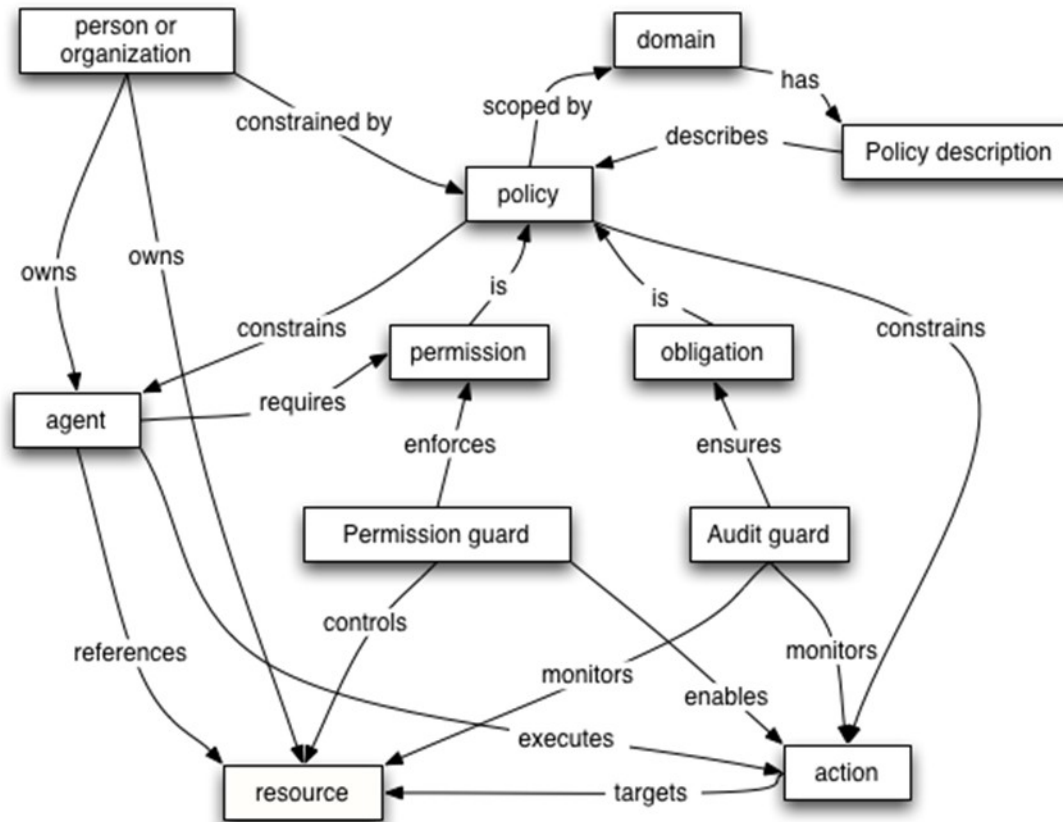 person or
organization
domain
has
scoped by
constrained by
describes
Policy description
policy
owns
owns
is
is
constrains
constrains
permission
obligation
requires
agent
enforces
ensures
Permission guard
Audit guard
controls
references
monitors
monitors
enables
executes
action
resource
targets